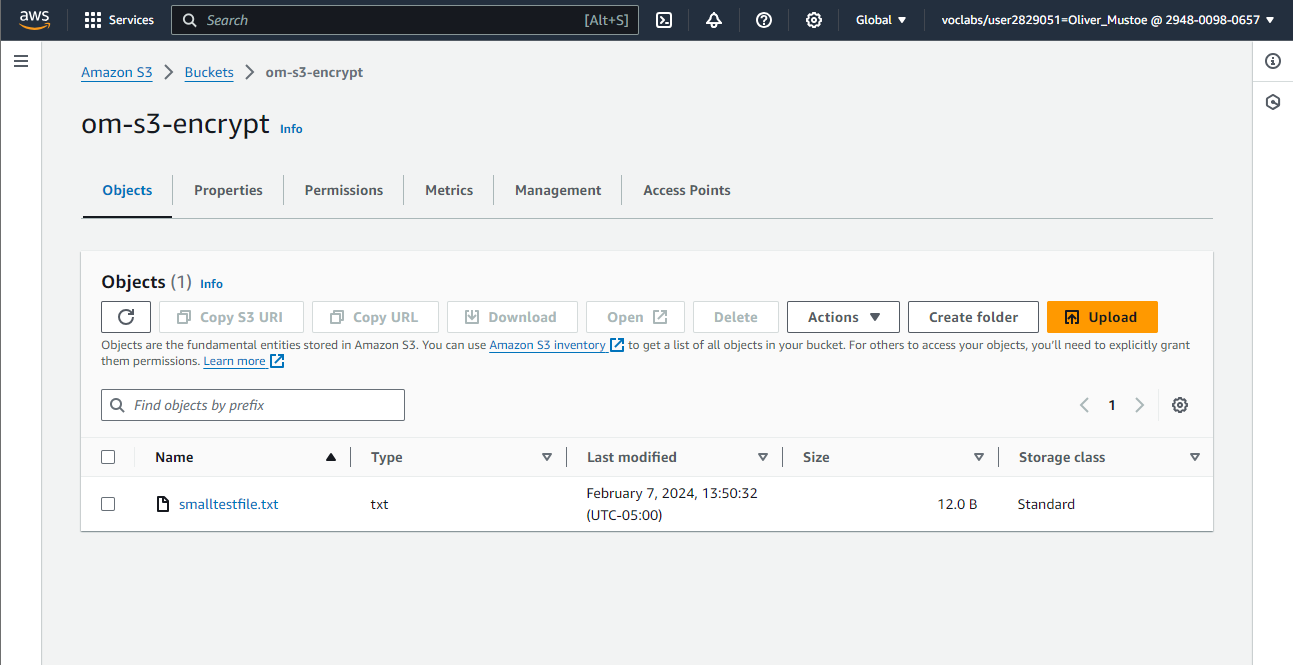 aws Services Search [Alt+S] Global voclabs/user2829051=Oliver_Mustoe @ 2948-0098-0657
Amazon S3 Buckets om-s3-encrypt
om-s3-encrypt Info
Objects Properties Permissions Metrics Management Access Points
Objects (1) Info
Copy S3 URI Copy URL Download Open Delete Actions Create folder Upload
Objects are the fundamental entities stored in Amazon S3. You can use Amazon S3 inventory to get a list of all objects in your bucket. For others to access your objects, you'll need to explicitly grant
them permissions. Learn more
Find objects by prefix 1
Name Type Last modified Size Storage class
smalltestfile.txt txt February 7, 2024, 13:50:32 12.0 B Standard
(UTC-05:00)